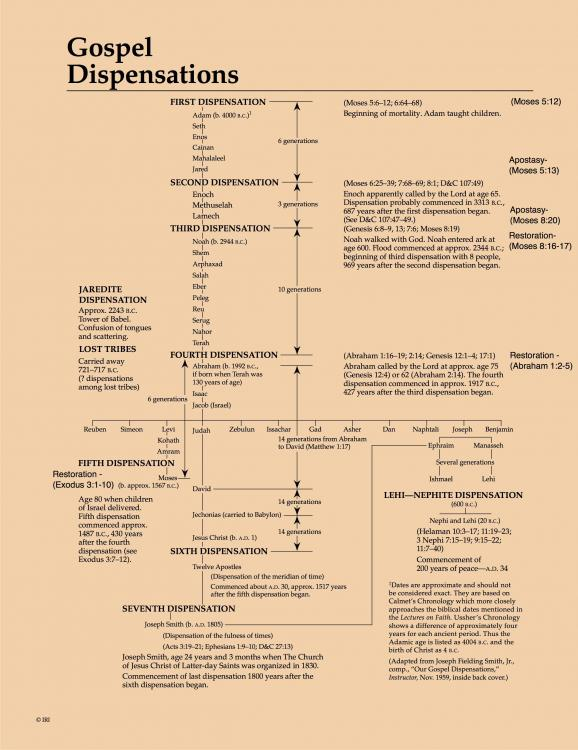 Gospel
Dispensations
FIRST DISPENSATION
Adam (b. 4000 B.C.)¹
Seth
Enos
Cainan
Mahalaleel
Jared
6 generations
(Moses 5:6–12; 6:64–68)
Beginning of mortality. Adam taught children.
(Moses 5:12)
Apostasy-
(Moses 5:13)
SECOND DISPENSATION
Enoch
Methuselah
Lamech
3 generations
(Moses 6:25–39; 7:68–69; 8:1; D&C 107:49)
Enoch apparently called by the Lord at age 65.
Dispensation probably commenced in 3313 B.C.,
687 years after the first dispensation began.
(See D&C 107:47–49.)
Apostasy-
(Moses 8:20)
THIRD DISPENSATION
Noah (b. 2944 B.C.)
Shem
Arphaxad
Salah
Eber
Peleg
Reu
Serug
Nahor
Terah
10 generations
(Genesis 6:8–9, 13; 7:6; Moses 8:19)
Noah walked with God. Noah entered ark at
age 600. Flood commenced at approx. 2344 B.C.;
beginning of third dispensation with 8 people,
969 years after the second dispensation began.
Restoration-
(Moses 8:16-17)
JAREDITE
DISPENSATION
Approx. 2243 B.C.
Tower of Babel.
Confusion of tongues
and scattering.
LOST TRIBES
Carried away
721–717 B.C.
(? dispensations
among lost tribes)
FOURTH DISPENSATION
Abraham (b. 1992 B.C.,
if born when Terah was
130 years of age)
Isaac
Jacob (Israel)
6 generations
(Abraham 1:16–19; 2:14; Genesis 12:1–4; 17:1)
Abraham called by the Lord at approx. age 75
(Genesis 12:4) or 62 (Abraham 2:14). The fourth
dispensation commenced in approx. 1917 B.C.,
427 years after the third dispensation began.
Restoration -
(Abraham 1:2-5)
Reuben Simeon Levi Judah Zebulun Issachar Gad Asher Dan Naphtali Joseph Benjamin
Kohath
Amram
14 generations from Abraham
to David (Matthew 1:17)
Ephraim Manasseh
Several generations
Ishmael Lehi
FIFTH DISPENSATION
Restoration -
(Exodus 3:1-10)
Moses
(b. approx. 1567 B.C.)
Age 80 when children
of Israel delivered.
Fifth dispensation
commenced approx.
1487 B.C., 430 years
after the fourth
dispensation (see
Exodus 3:7–12).
David
14 generations
Jechonias (carried to Babylon)
14 generations
Jesus Christ (b. A.D. 1)
LEHI—NEPHITE DISPENSATION
(600 B.C.)
Nephi and Lehi (20 B.C.)
(Helaman 10:3–17; 11:19–23;
3 Nephi 7:15–19; 9:15–22;
11:7–40)
Commencement of
200 years of peace—A.D. 34
SIXTH DISPENSATION
Twelve Apostles
(Dispensation of the meridian of time)
Commenced about A.D. 30, approx. 1517 years
after the fifth dispensation began.
SEVENTH DISPENSATION
Joseph Smith (b. A.D. 1805)
(Dispensation of the fulness of times)
(Acts 3:19–21; Ephesians 1:9–10; D&C 27:13)
Joseph Smith, age 24 years and 3 months when The Church
of Jesus Christ of Latter-day Saints was organized in 1830.
Commencement of last dispensation 1800 years after the
sixth dispensation began.
¹Dates are approximate and should not
be considered exact. They are based on
Calmet's Chronology which more closely
approaches the biblical dates mentioned in
the Lectures on Faith. Ussher's Chronology
shows a difference of approximately four
years for each ancient period. Thus the
Adamic age is listed as 4004 B.C. and the
birth of Christ as 4 B.C.
(Adapted from Joseph Fielding Smith, Jr.,
comp., "Our Gospel Dispensations,"
Instructor, Nov. 1959, inside back cover.)
© IRI